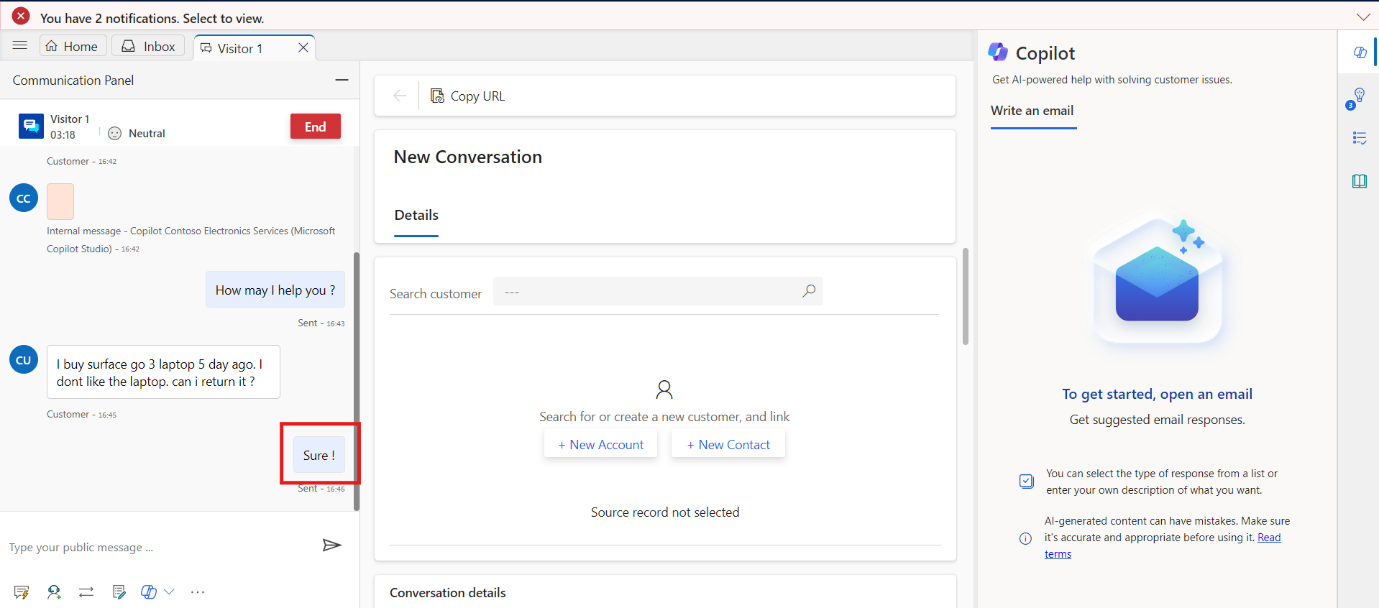 You have 2 notifications. Select to view.
Home
Inbox
Visitor 1
Communication Panel
Visitor 1
03:18
Neutral
End
Customer - 16:42
CC
Internal message - Copilot Contoso Electronics Services (Microsoft
Copilot Studio) - 16:42
How may I help you ?
Sent - 16:43
CU
I buy surface go 3 laptop 5 day ago. I
dont like the laptop. can i return it ?
Customer - 16:45
Sure !
Sent - 16:46
Type your public message ...
Copy URL
New Conversation
Details
Search customer
---
Search for or create a new customer, and link
+ New Account
+ New Contact
Source record not selected
Conversation details
Copilot
Get AI-powered help with solving customer issues.
Write an email
To get started, open an email
Get suggested email responses.
You can select the type of response from a list or
enter your own description of what you want.
AI-generated content can have mistakes. Make sure
it's accurate and appropriate before using it. Read
terms
3